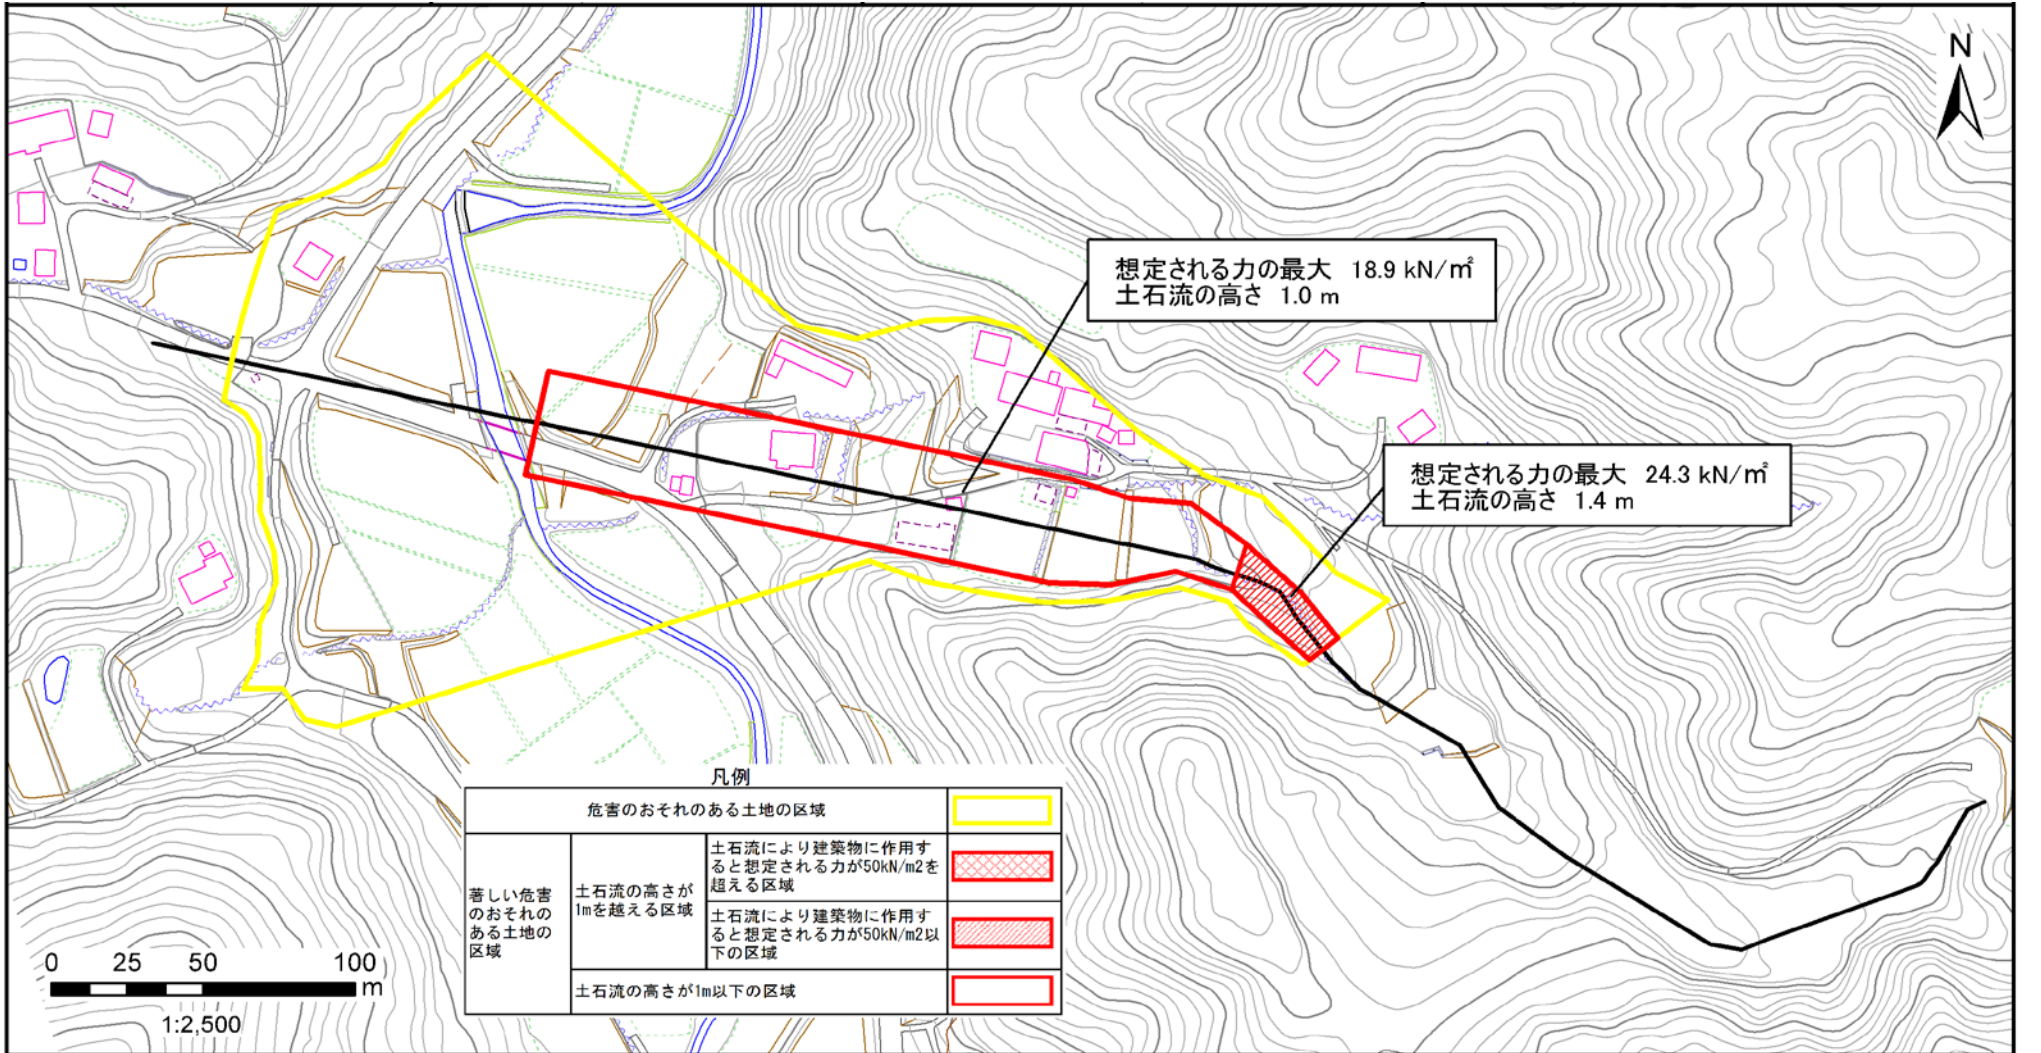 N
想定される力の最大 18.9 kN/㎡
土石流の高さ 1.0 m
想定される力の最大 24.3 kN/㎡
土石流の高さ 1.4 m
凡例
危害のおそれのある土地の区域
著しい危害
のおそれの
ある土地の
区域
土石流の高さが
1mを越える区域
土石流により建築物に作用す
ると想定される力が50kN/m2を
超える区域
土石流により建築物に作用す
ると想定される力が50kN/m2以
下の区域
土石流の高さが1m以下の区域
0 25 50 100
m
1:2,500